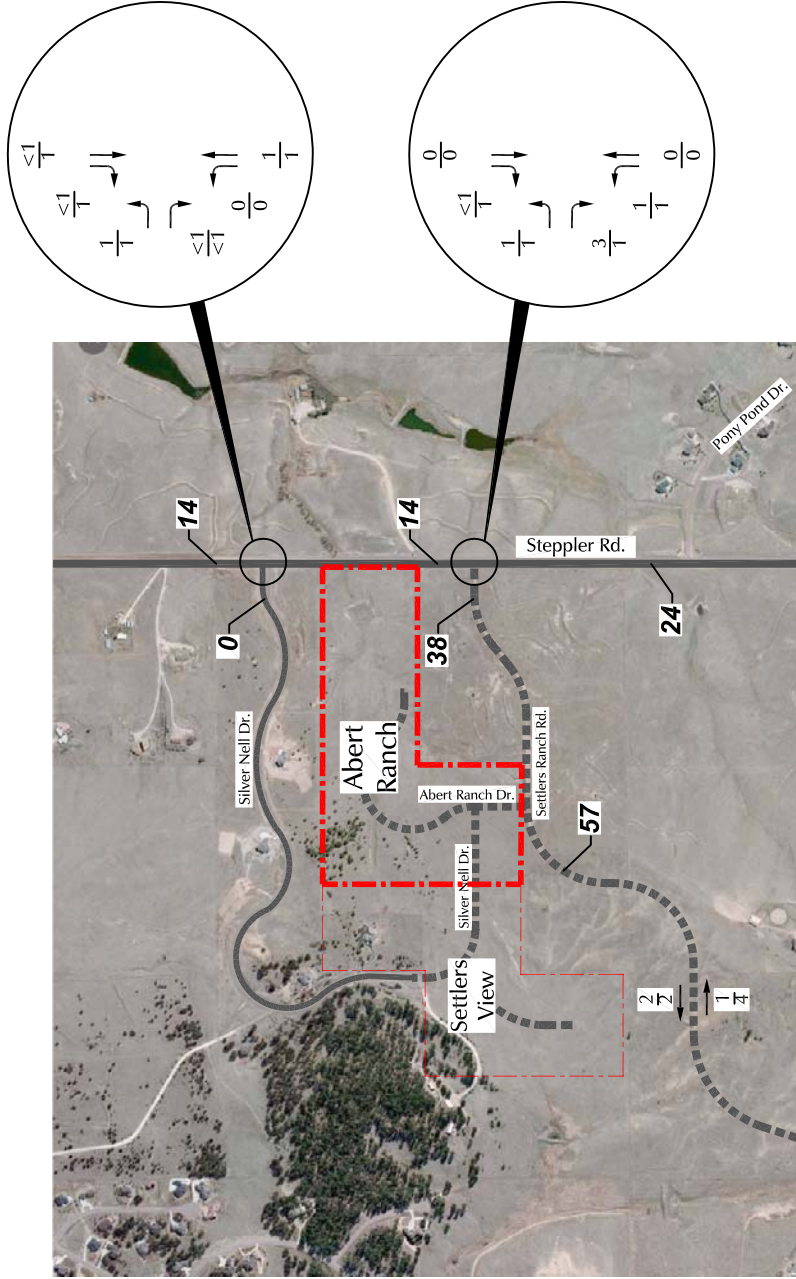 <1/1
<1/1
1/1
<1/<1
0/0
1/1
0/0
<1/1
1/1
3/1
1/1
0/0
14
14
Steppler Rd.
24
Pony Pond Dr.
0
38
Silver Nell Dr.
Abert
Ranch
Abert Ranch Dr.
Settlers Ranch Rd.
57
Silver Nell Dr.
Settlers
View
2/2
1/4